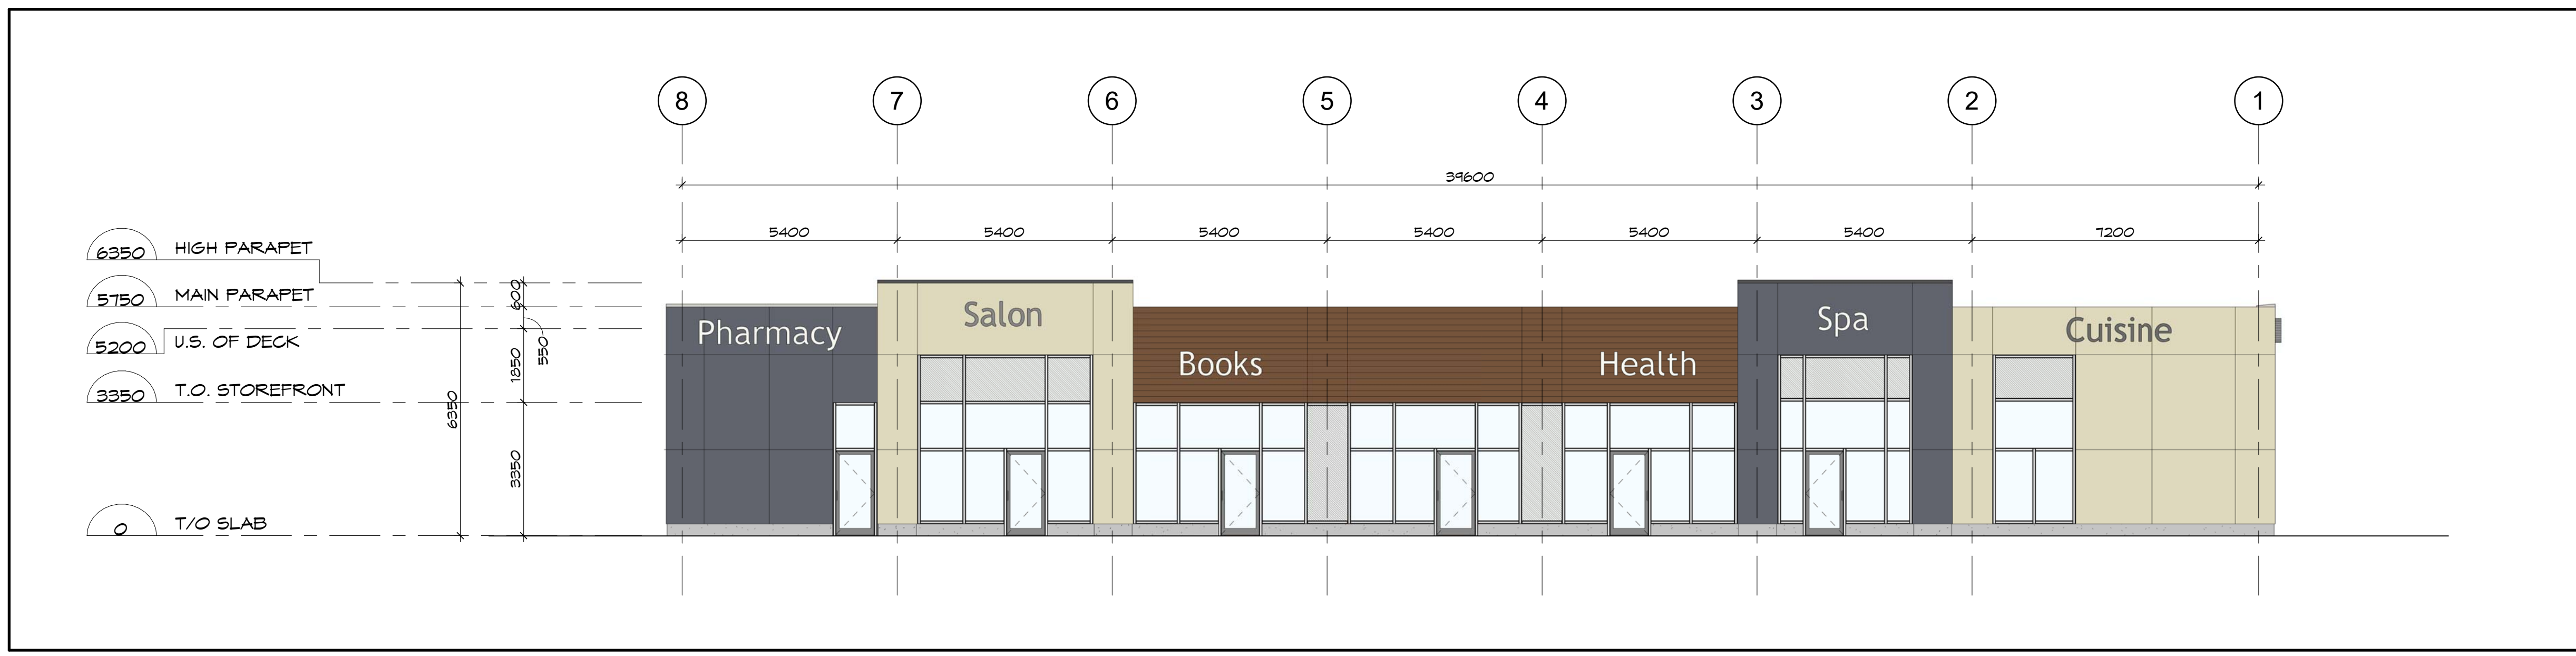 8 7 6 5 4 3 2 1
39600
5400 5400 5400 5400 5400 5400 7200
6350 HIGH PARAPET
5750 MAIN PARAPET
5200 U.S. OF DECK
3350 T.O. STOREFRONT
0 T/O SLAB
6350
600
550
1850
3350
Pharmacy
Salon
Books
Health
Spa
Cuisine